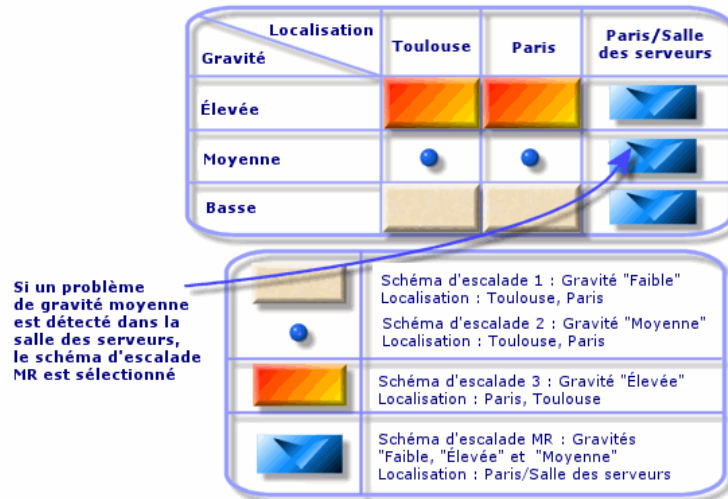 Localisation
Gravité
Toulouse
Paris
Paris/Salle
des serveurs
Élevée
Moyenne
Basse
Si un problème
de gravité moyenne
est détecté dans la
salle des serveurs,
le schéma d'escalade
MR est sélectionné
Schéma d'escalade 1 : Gravité "Faible"
Localisation : Toulouse, Paris
Schéma d'escalade 2 : Gravité "Moyenne"
Localisation : Toulouse, Paris
Schéma d'escalade 3 : Gravité "Élevée"
Localisation : Paris, Toulouse
Schéma d'escalade MR : Gravités
"Faible, "Élevée" et "Moyenne"
Localisation : Paris/Salle des serveurs